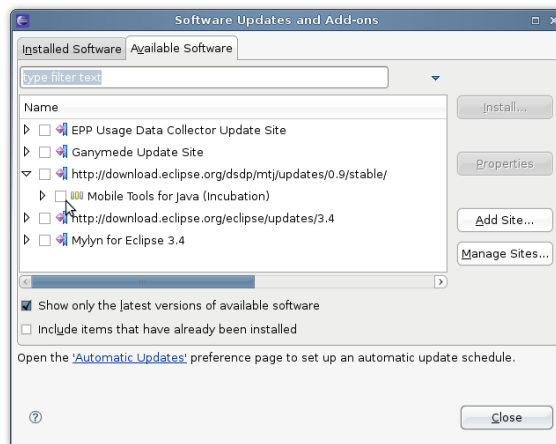 Software Updates and Add-ons
Installed Software
Available Software
type filter text
Name
EPP Usage Data Collector Update Site
Ganymede Update Site
http://download.eclipse.org/dsdp/mtj/updates/0.9/stable/
Mobile Tools for Java (Incubation)
http://download.eclipse.org/eclipse/updates/3.4
Mylyn for Eclipse 3.4
Install...
Properties
Add Site...
Manage Sites...
Show only the latest versions of available software
Include items that have already been installed
Open the 'Automatic Updates' preference page to set up an automatic update schedule.
Close